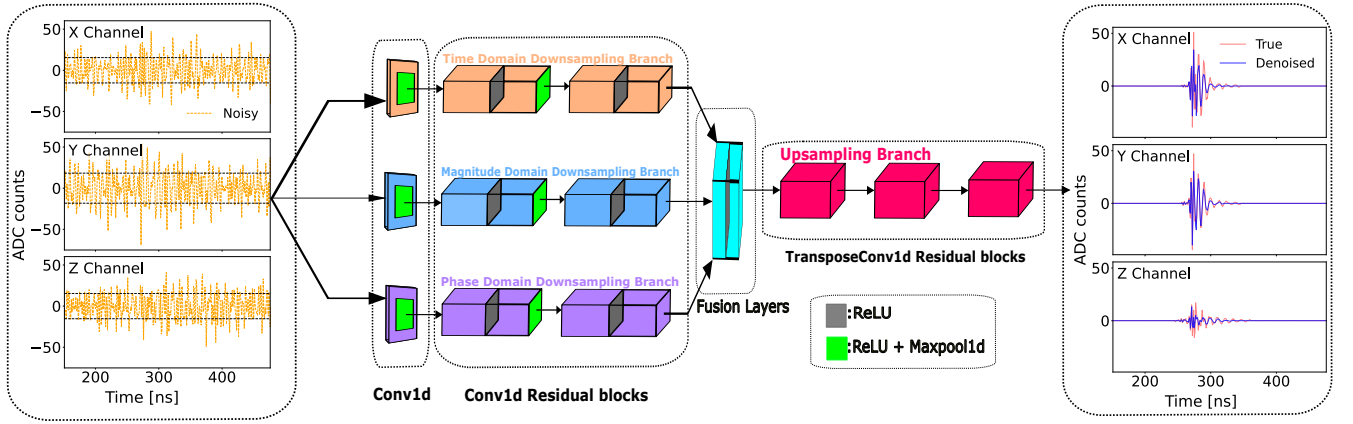 50
X Channel
0
−50
Noisy
50
Y Channel
0
−50
50
Z Channel
0
−50
200
300
400
Time [ns]
ADC counts
Time Domain Downsampling Branch
Magnitude Domain Downsampling Branch
Phase Domain Downsampling Branch
Conv1d
Conv1d Residual blocks
Fusion Layers
Upsampling Branch
TransposeConv1d Residual blocks
:ReLU
:ReLU + Maxpool1d
50
X Channel
True
Denoised
0
50
Y Channel
0
50
Z Channel
0
200
300
400
Time [ns]
ADC counts